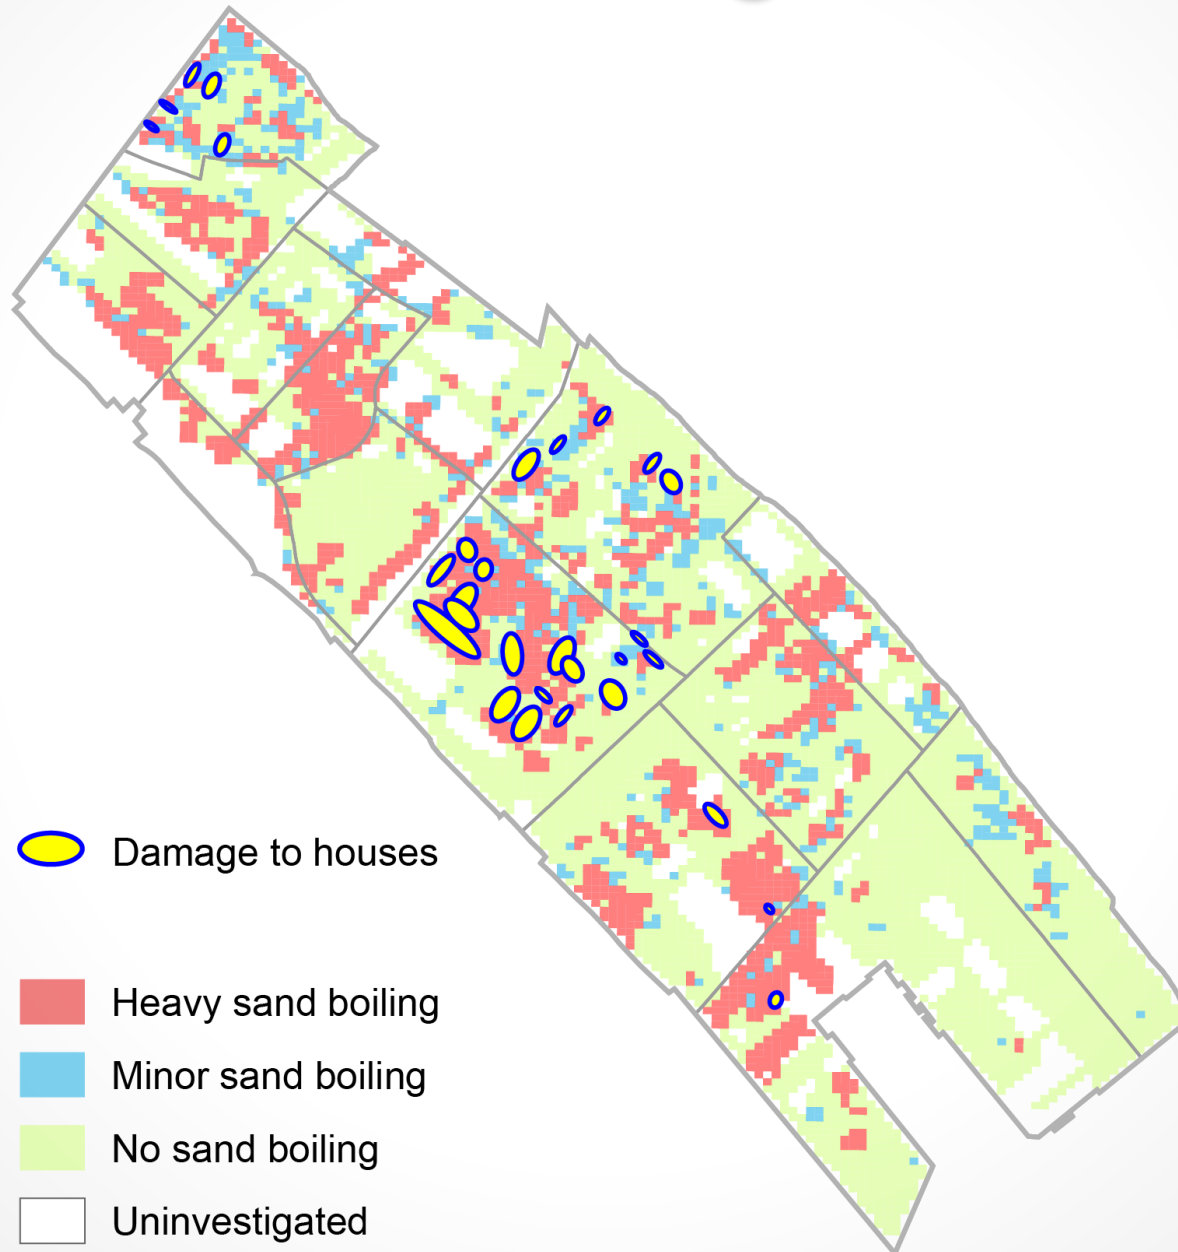 Damage to houses
Heavy sand boiling
Minor sand boiling
No sand boiling
Uninvestigated